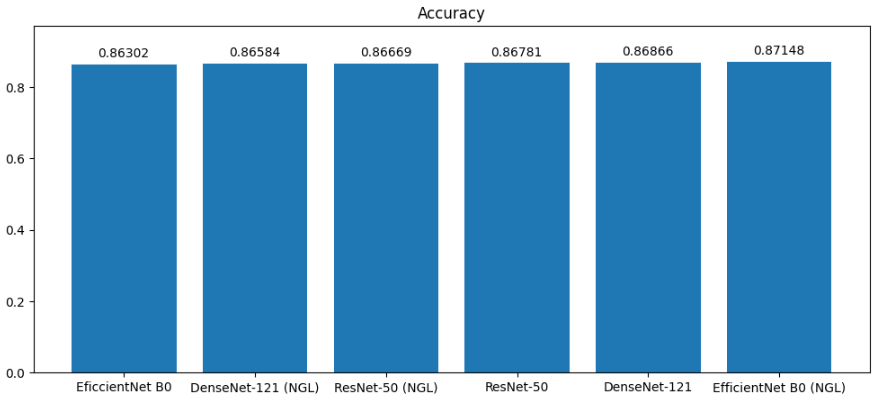 Accuracy
0.86302 0.86584 0.86669 0.86781 0.86866 0.87148
0.8
0.6
0.4
0.2
0.0
EficcientNet B0 DenseNet-121 (NGL) ResNet-50 (NGL) ResNet-50 DenseNet-121 EfficientNet B0 (NGL)